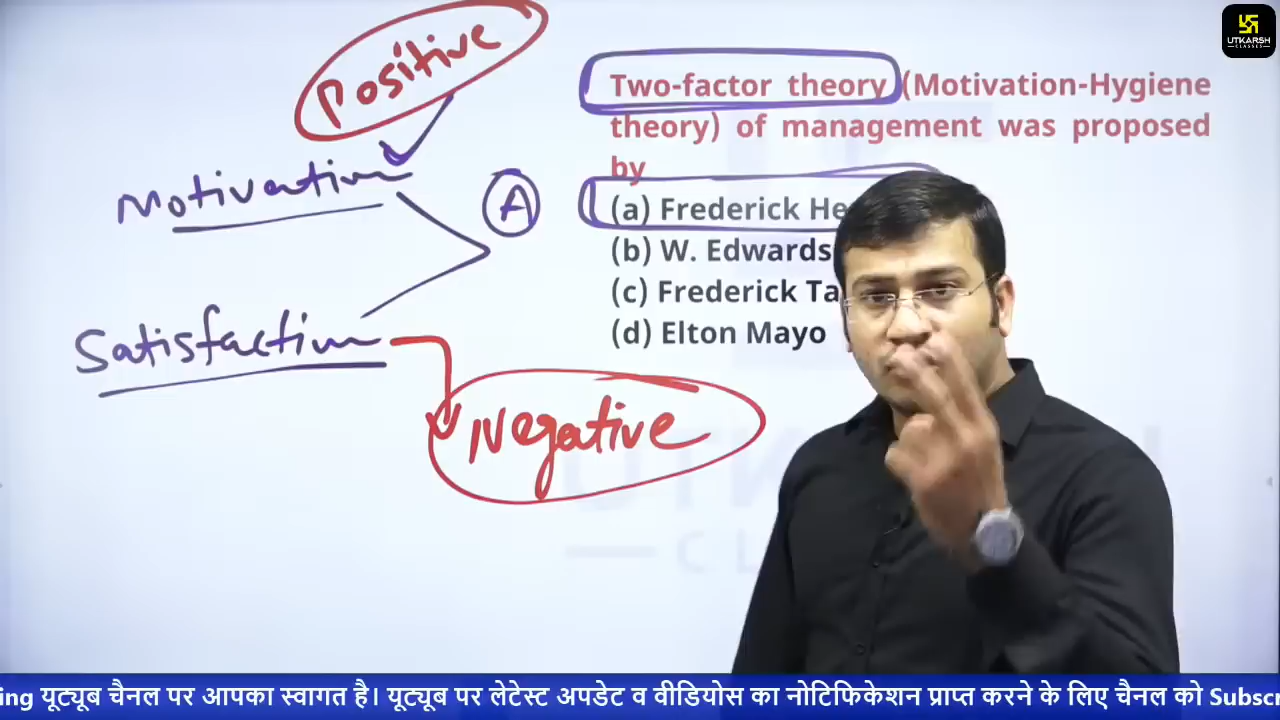 UTKARSH
CLASSES
Positive
Two-factor theory (Motivation-Hygiene
theory) of management was proposed
by
Motivation
A
(a) Frederick He
(b) W. Edwards
(c) Frederick Ta
(d) Elton Mayo
Satisfaction
Negative
ing यूट्यूब चैनल पर आपका स्वागत है। यूट्यूब पर लेटेस्ट अपडेट व वीडियोस का नोटिफिकेशन प्राप्त करने के लिए चैनल को Subscr